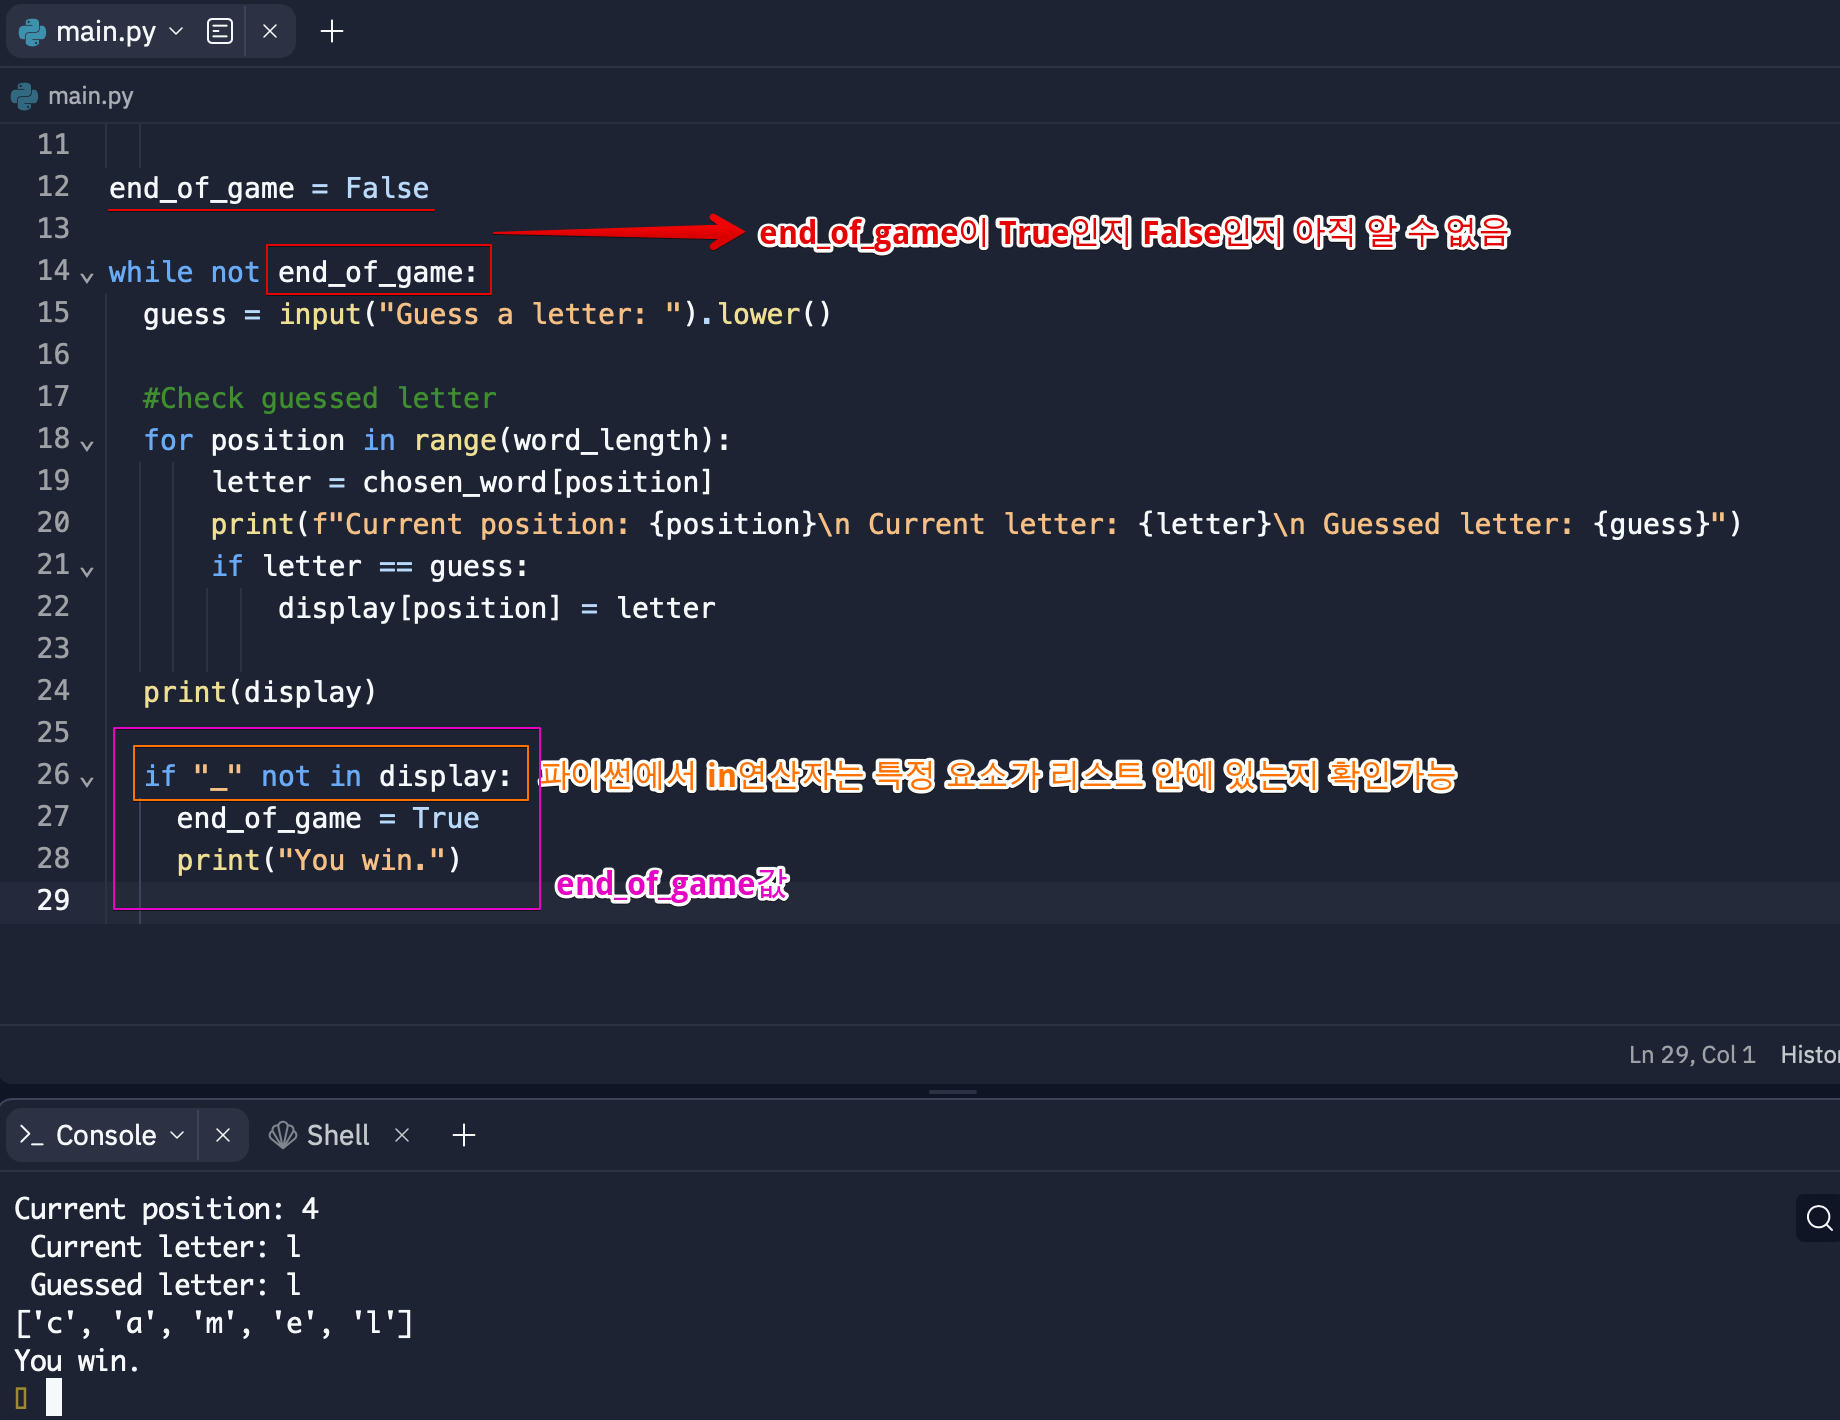 main.py
main.py
11
12 end_of_game = False
13
end_of_game이 True인지 False인지 아직 알 수 없음
14 while not end_of_game:
15 guess = input("Guess a letter: ").lower()
16
17 #Check guessed letter
18 for position in range(word_length):
19 letter = chosen_word[position]
20 print(f"Current position: {position}\n Current letter: {letter}\n Guessed letter: {guess}")
21 if letter == guess:
22 display[position] = letter
23
24 print(display)
25
26 if "_" not in display: 파이썬에서 in연산자는 특정 요소가 리스트 안에 있는지 확인가능
27 end_of_game = True
28 print("You win.")
end_of_game값
29
Ln 29, Col 1 Histor
Console Shell
Current position: 4
Current letter: l
Guessed letter: l
['c', 'a', 'm', 'e', 'l']
You win.